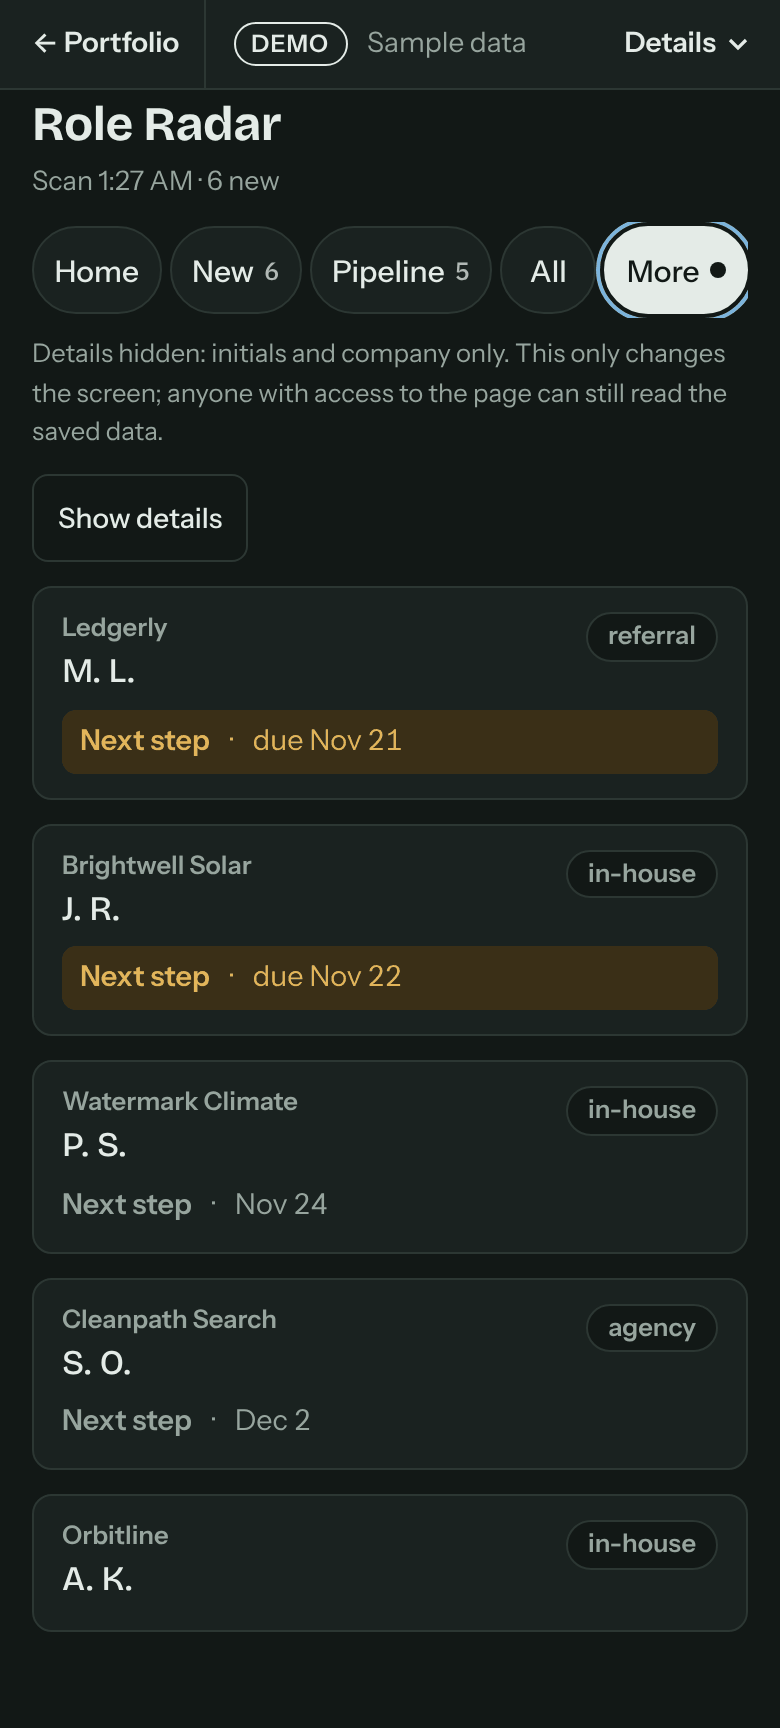 ← Portfolio DEMO Sample data Details
Role Radar
Scan 1:27 AM · 6 new
Home New 6 Pipeline 5 All More
Details hidden: initials and company only. This only changes
the screen; anyone with access to the page can still read the
saved data.
Show details
Ledgerly referral
M. L.
Next step · due Nov 21
Brightwell Solar in-house
J. R.
Next step · due Nov 22
Watermark Climate in-house
P. S.
Next step · Nov 24
Cleanpath Search agency
S. O.
Next step · Dec 2
Orbitline in-house
A. K.